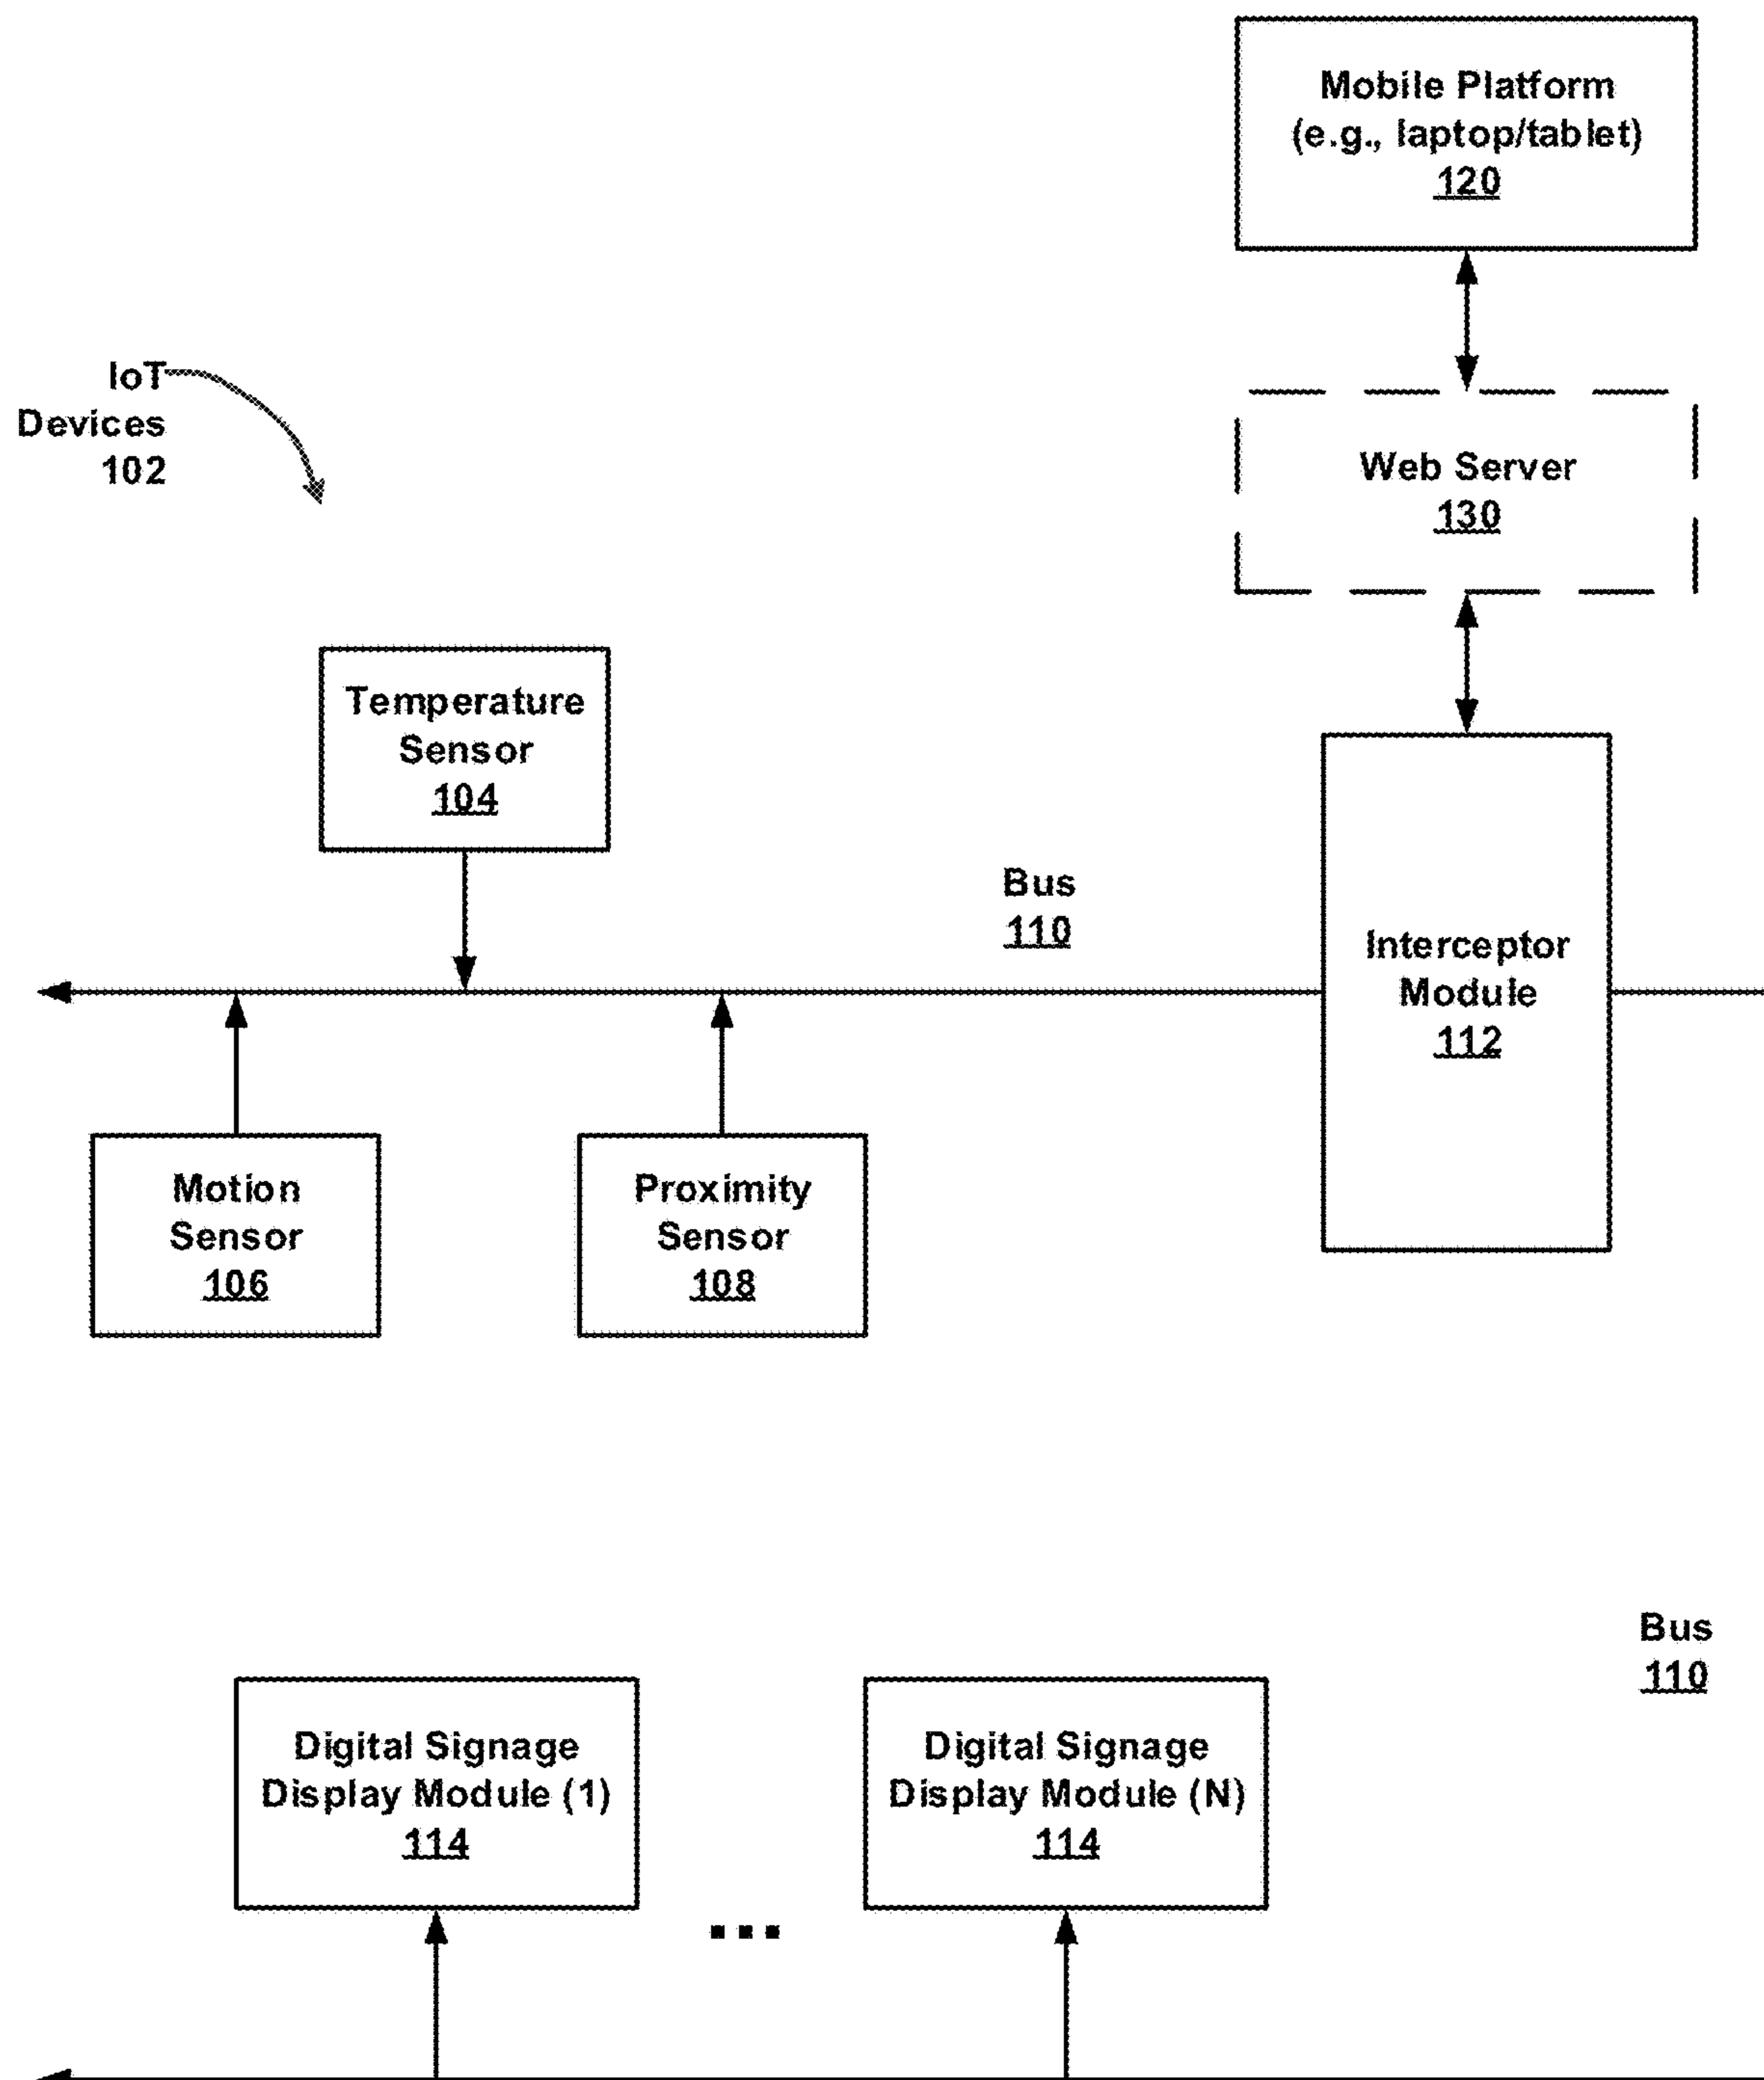 Mobile Platform
(e.g., laptop/tablet)
120
IoT
Devices
102
Web Server
130
Temperature
Sensor
104
Bus
110
Interceptor
Module
112
Motion
Sensor
106
Proximity
Sensor
108
Bus
110
Digital Signage
Display Module (1)
114
...
Digital Signage
Display Module (N)
114